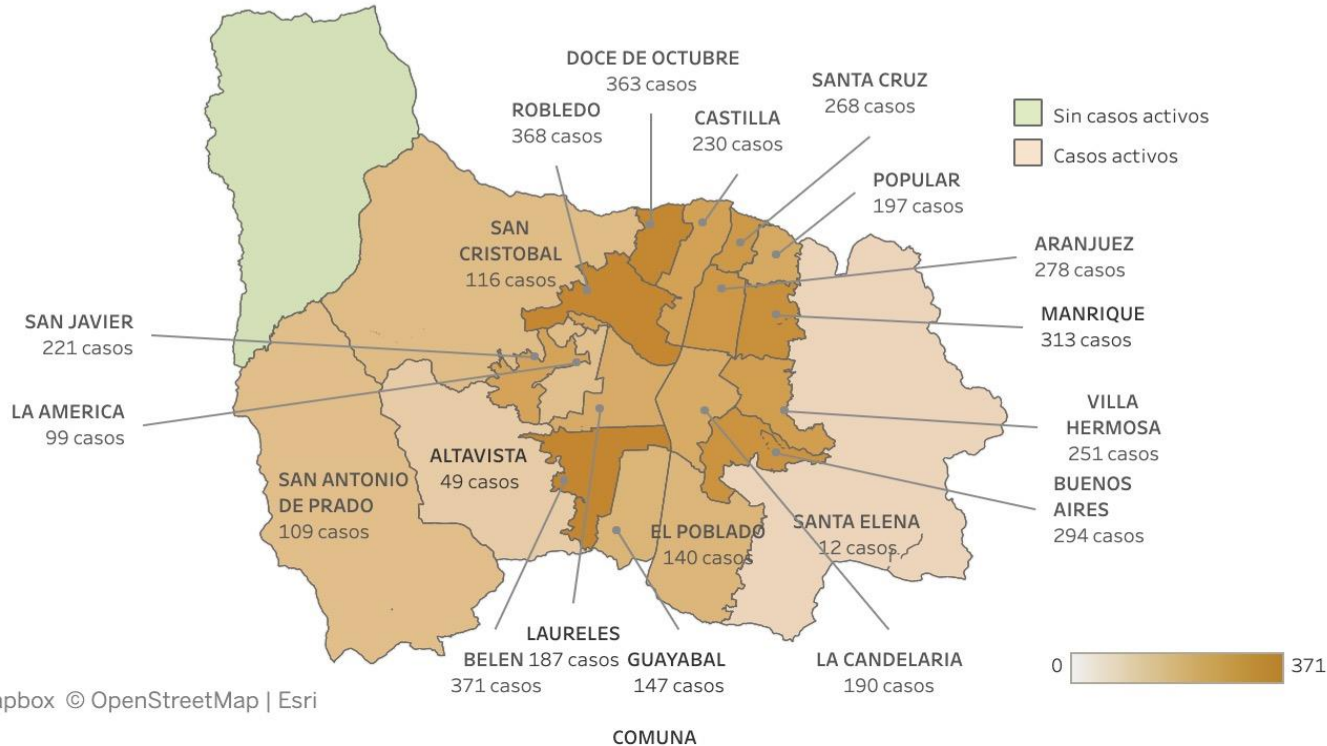 DOCE DE OCTUBRE
363 casos
SANTA CRUZ
268 casos
ROBLEDO
368 casos
CASTILLA
230 casos
Sin casos activos
Casos activos
POPULAR
197 casos
SAN
CRISTOBAL
116 casos
ARANJUEZ
278 casos
SAN JAVIER
221 casos
MANRIQUE
313 casos
LA AMERICA
99 casos
VILLA
HERMOSA
251 casos
ALTAVISTA
49 casos
SAN ANTONIO
DE PRADO
109 casos
BUENOS
AIRES
294 casos
EL POBLADO
140 casos
SANTA ELENA
12 casos
LAURELES
187 casos
BELEN
371 casos
GUAYABAL
147 casos
LA CANDELARIA
190 casos
0
371
pbox © OpenStreetMap | Esri
COMUNA